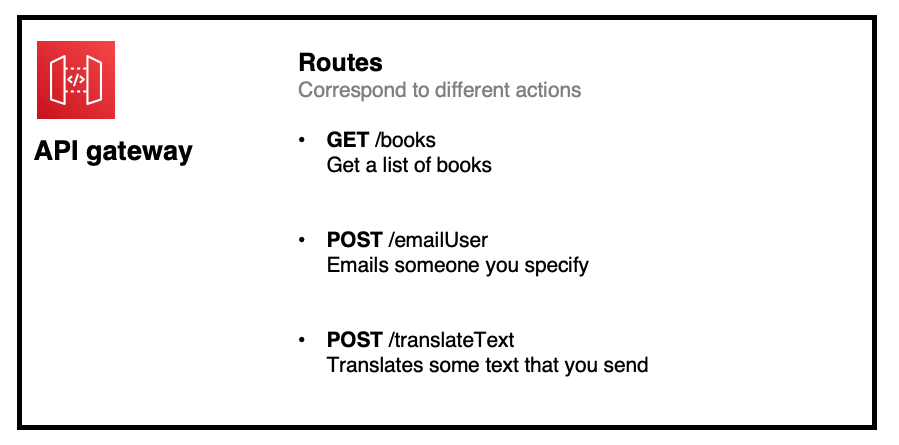 </>
API gateway
Routes
Correspond to different actions
• GET /books
Get a list of books
• POST /emailUser
Emails someone you specify
• POST /translateText
Translates some text that you send